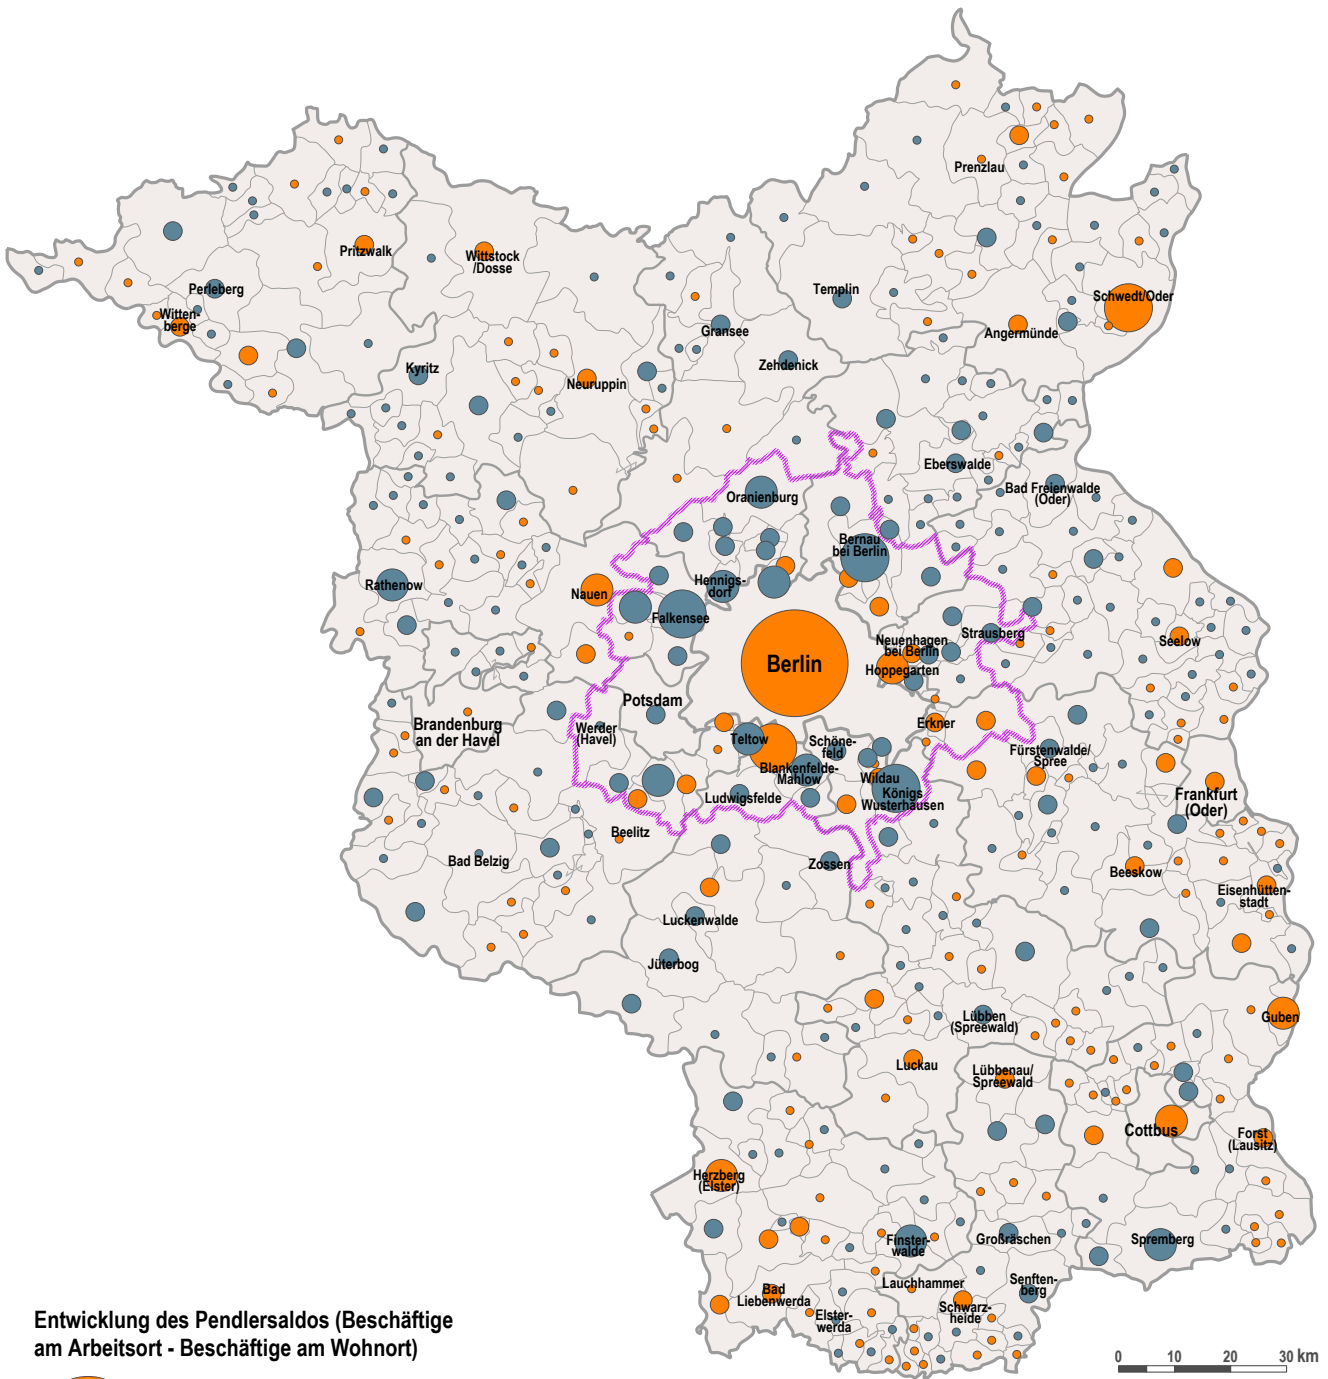 Prenzlau
Pritzwalk
Wittstock
/Dosse
Perleberg
Templin
Schwedt/Oder
Witten-
berge
Gransee
Angermünde
Zehdenick
Kyritz
Neuruppin
Eberswalde
Bad Freienwalde
(Oder)
Oranienburg
Bernau
bei Berlin
Rathenow
Nauen
Hennigs-
dorf
Falkensee
Strausberg
Seelow
Neuenhagen
bei Berlin
Hoppegarten
Berlin
Potsdam
Brandenburg
an der Havel
Werder
(Havel)
Erkner
Teltow
Schöne-
feld
Fürstenwalde/
Spree
Blankenfelde-
Mahlow
Wildau
Königs
Wusterhausen
Ludwigsfelde
Frankfurt
(Oder)
Beelitz
Bad Belzig
Zossen
Beeskow
Eisenhütten-
stadt
Luckenwalde
Jüterbog
Lübben
(Spreewald)
Guben
Luckau
Lübbenau/
Spreewald
Cottbus
Forst
(Lausitz)
Herzberg
(Elster)
Finster-
walde
Großräschen
Spremberg
Lauchhammer
Senften-
berg
Bad
Liebenwerda
Elster-
werda
Schwarz-
heide
Entwicklung des Pendlersaldos (Beschäftige
am Arbeitsort - Beschäftige am Wohnort)
0 10 20 30 km